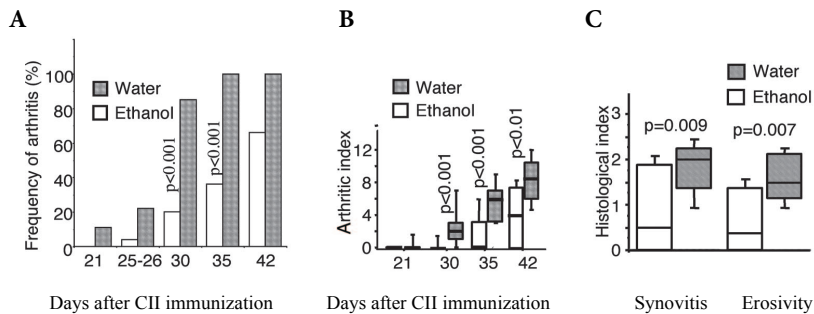 A
Frequency of arthritis (%)
100
80
60
40
20
0
Water
Ethanol
p<0.001
p<0.001
21 25-26 30 35 42
Days after CII immunization
B
Arthritic index
12
8
4
0
Water
Ethanol
p<0.001
p<0.001
p<0.01
21 30 35 42
Days after CII immunization
C
Histological index
3
2
1
0
Water
Ethanol
p=0.009
p=0.007
Synovitis Erosivity